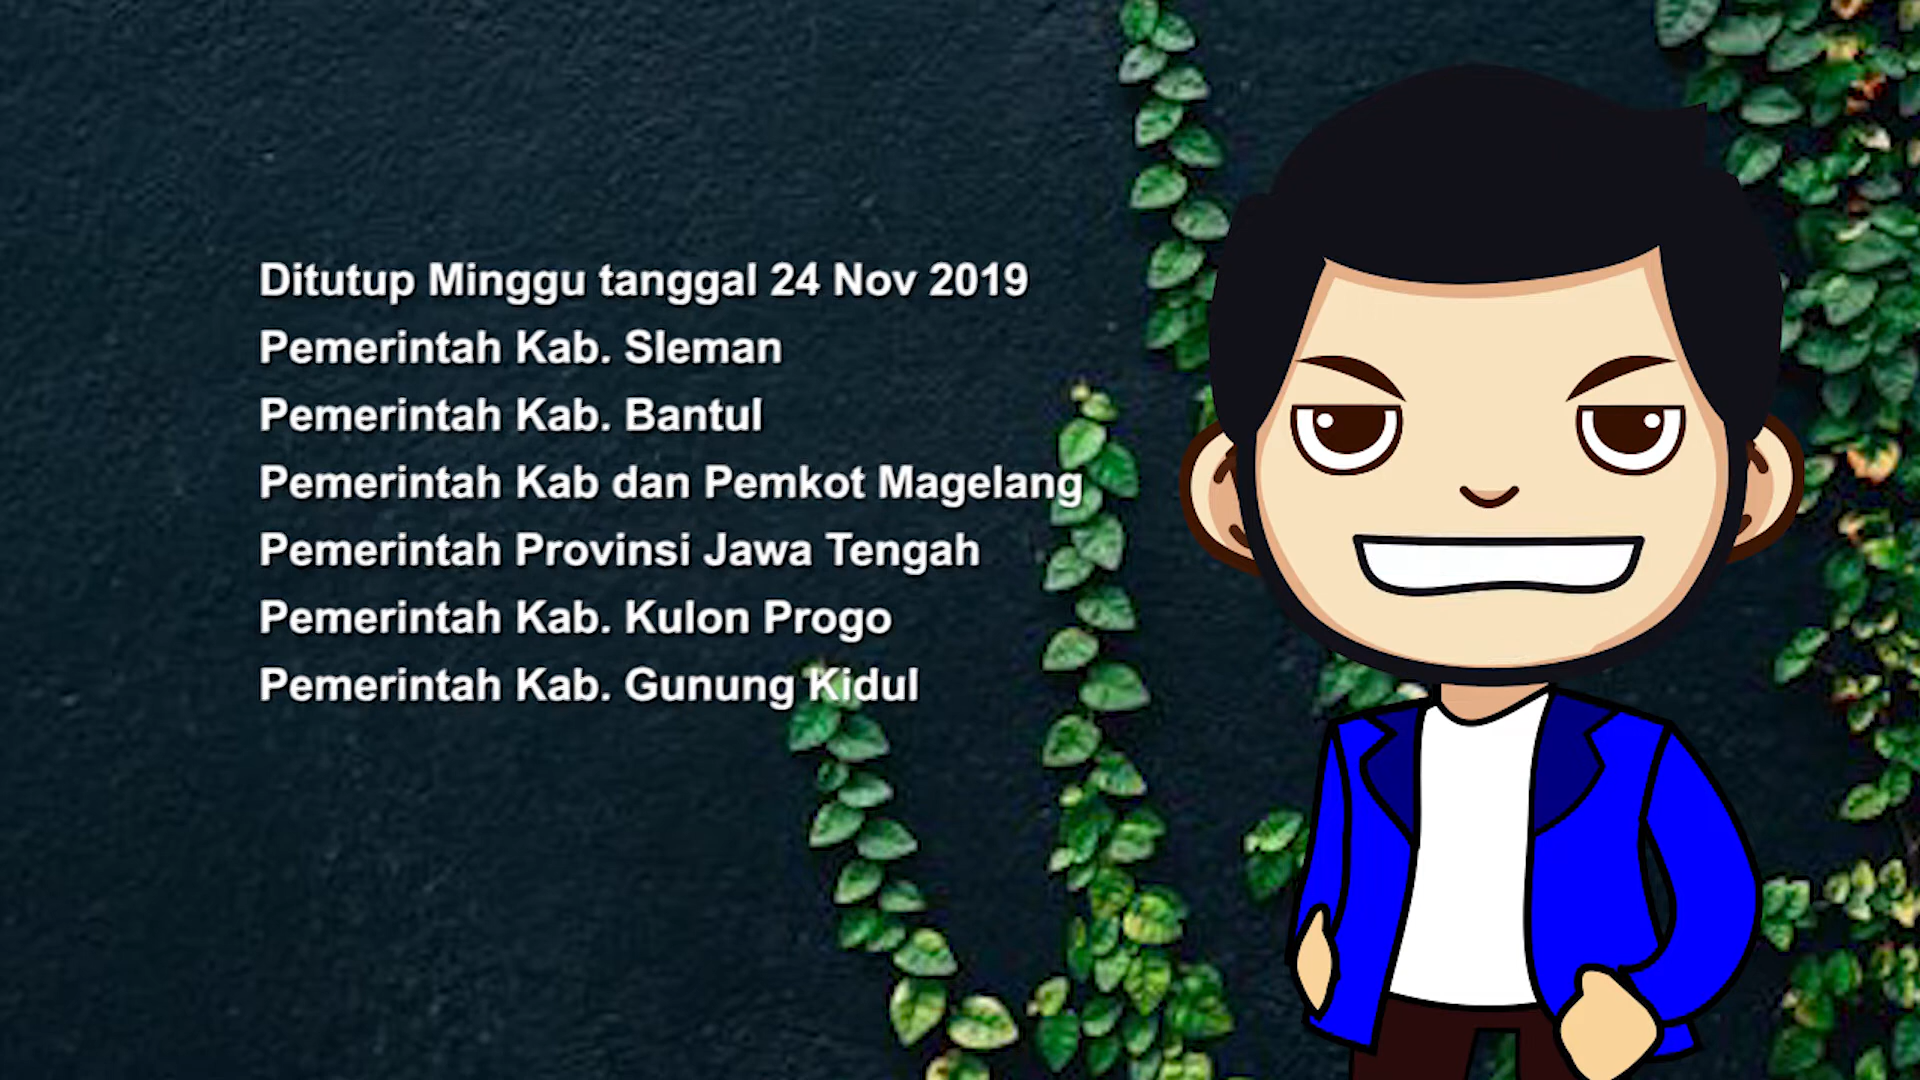 Ditutup Minggu tanggal 24 Nov 2019
Pemerintah Kab. Sleman
Pemerintah Kab. Bantul
Pemerintah Kab dan Pemkot Magelang
Pemerintah Provinsi Jawa Tengah
Pemerintah Kab. Kulon Progo
Pemerintah Kab. Gunung Kidul